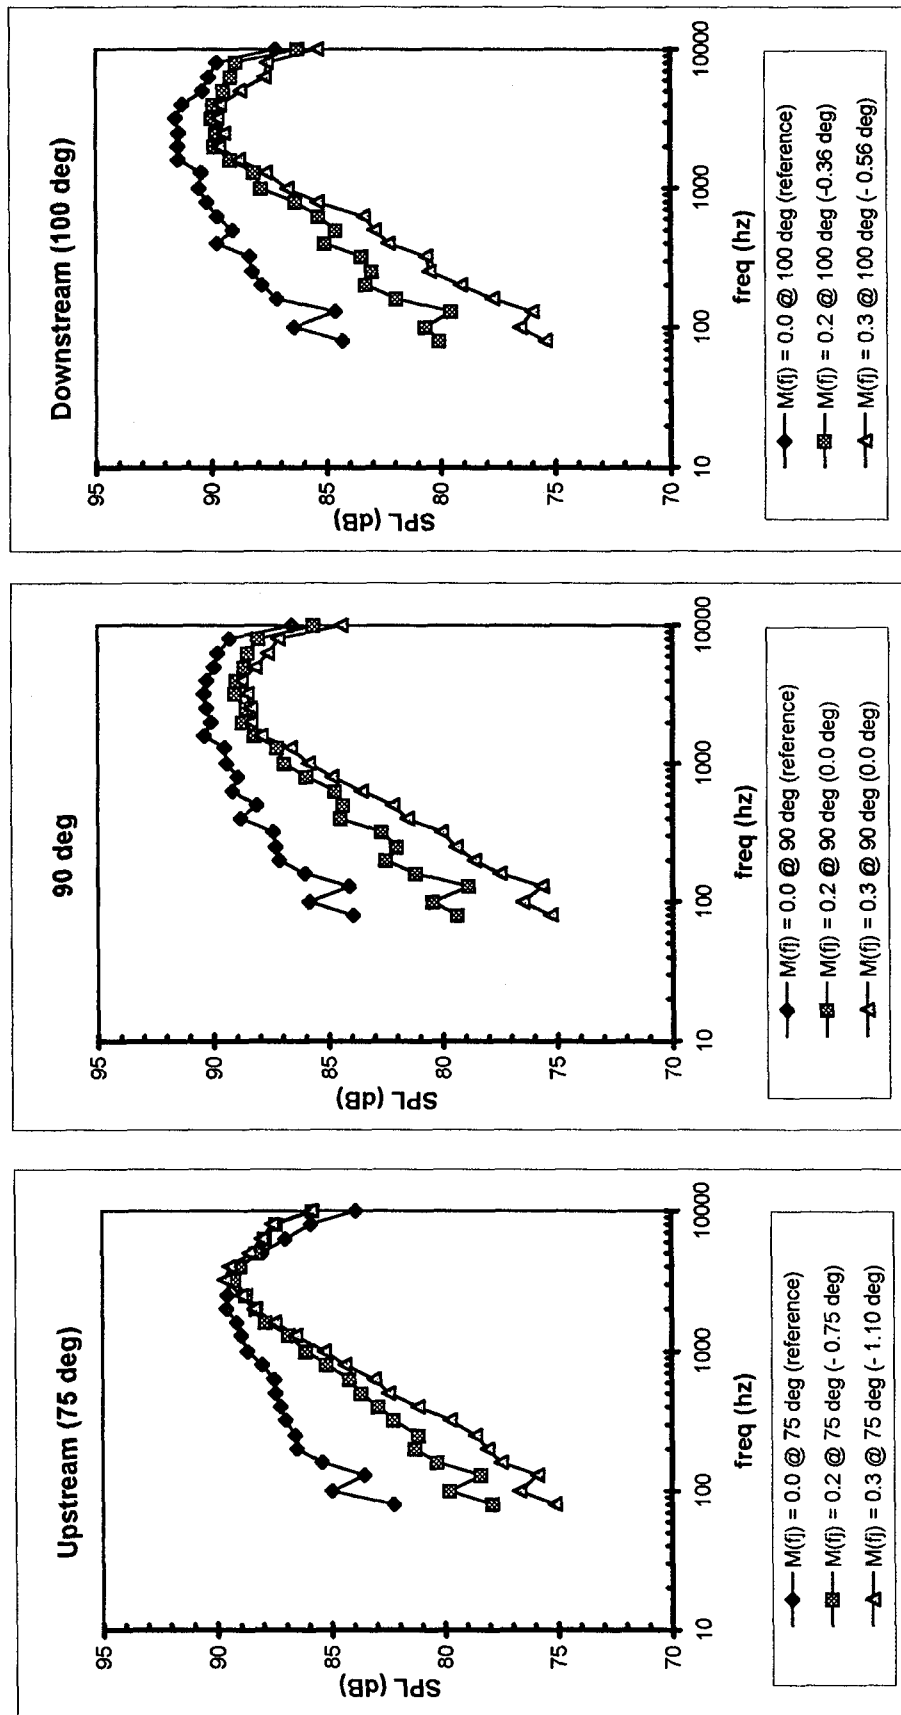 Upstream (75 deg)
95
90
85
80
75
70
SPL (dB)
10
100
1000
10000
freq (hz)
M(fj) = 0.0 @ 75 deg (reference)
M(fj) = 0.2 @ 75 deg (- 0.75 deg)
M(fj) = 0.3 @ 75 deg (- 1.10 deg)
90 deg
95
90
85
80
75
70
SPL (dB)
10
100
1000
10000
freq (hz)
M(fj) = 0.0 @ 90 deg (reference)
M(fj) = 0.2 @ 90 deg (0.0 deg)
M(fj) = 0.3 @ 90 deg (0.0 deg)
Downstream (100 deg)
95
90
85
80
75
70
SPL (dB)
10
100
1000
10000
freq (hz)
M(fj) = 0.0 @ 100 deg (reference)
M(fj) = 0.2 @ 100 deg (-0.36 deg)
M(fj) = 0.3 @ 100 deg (- 0.56 deg)